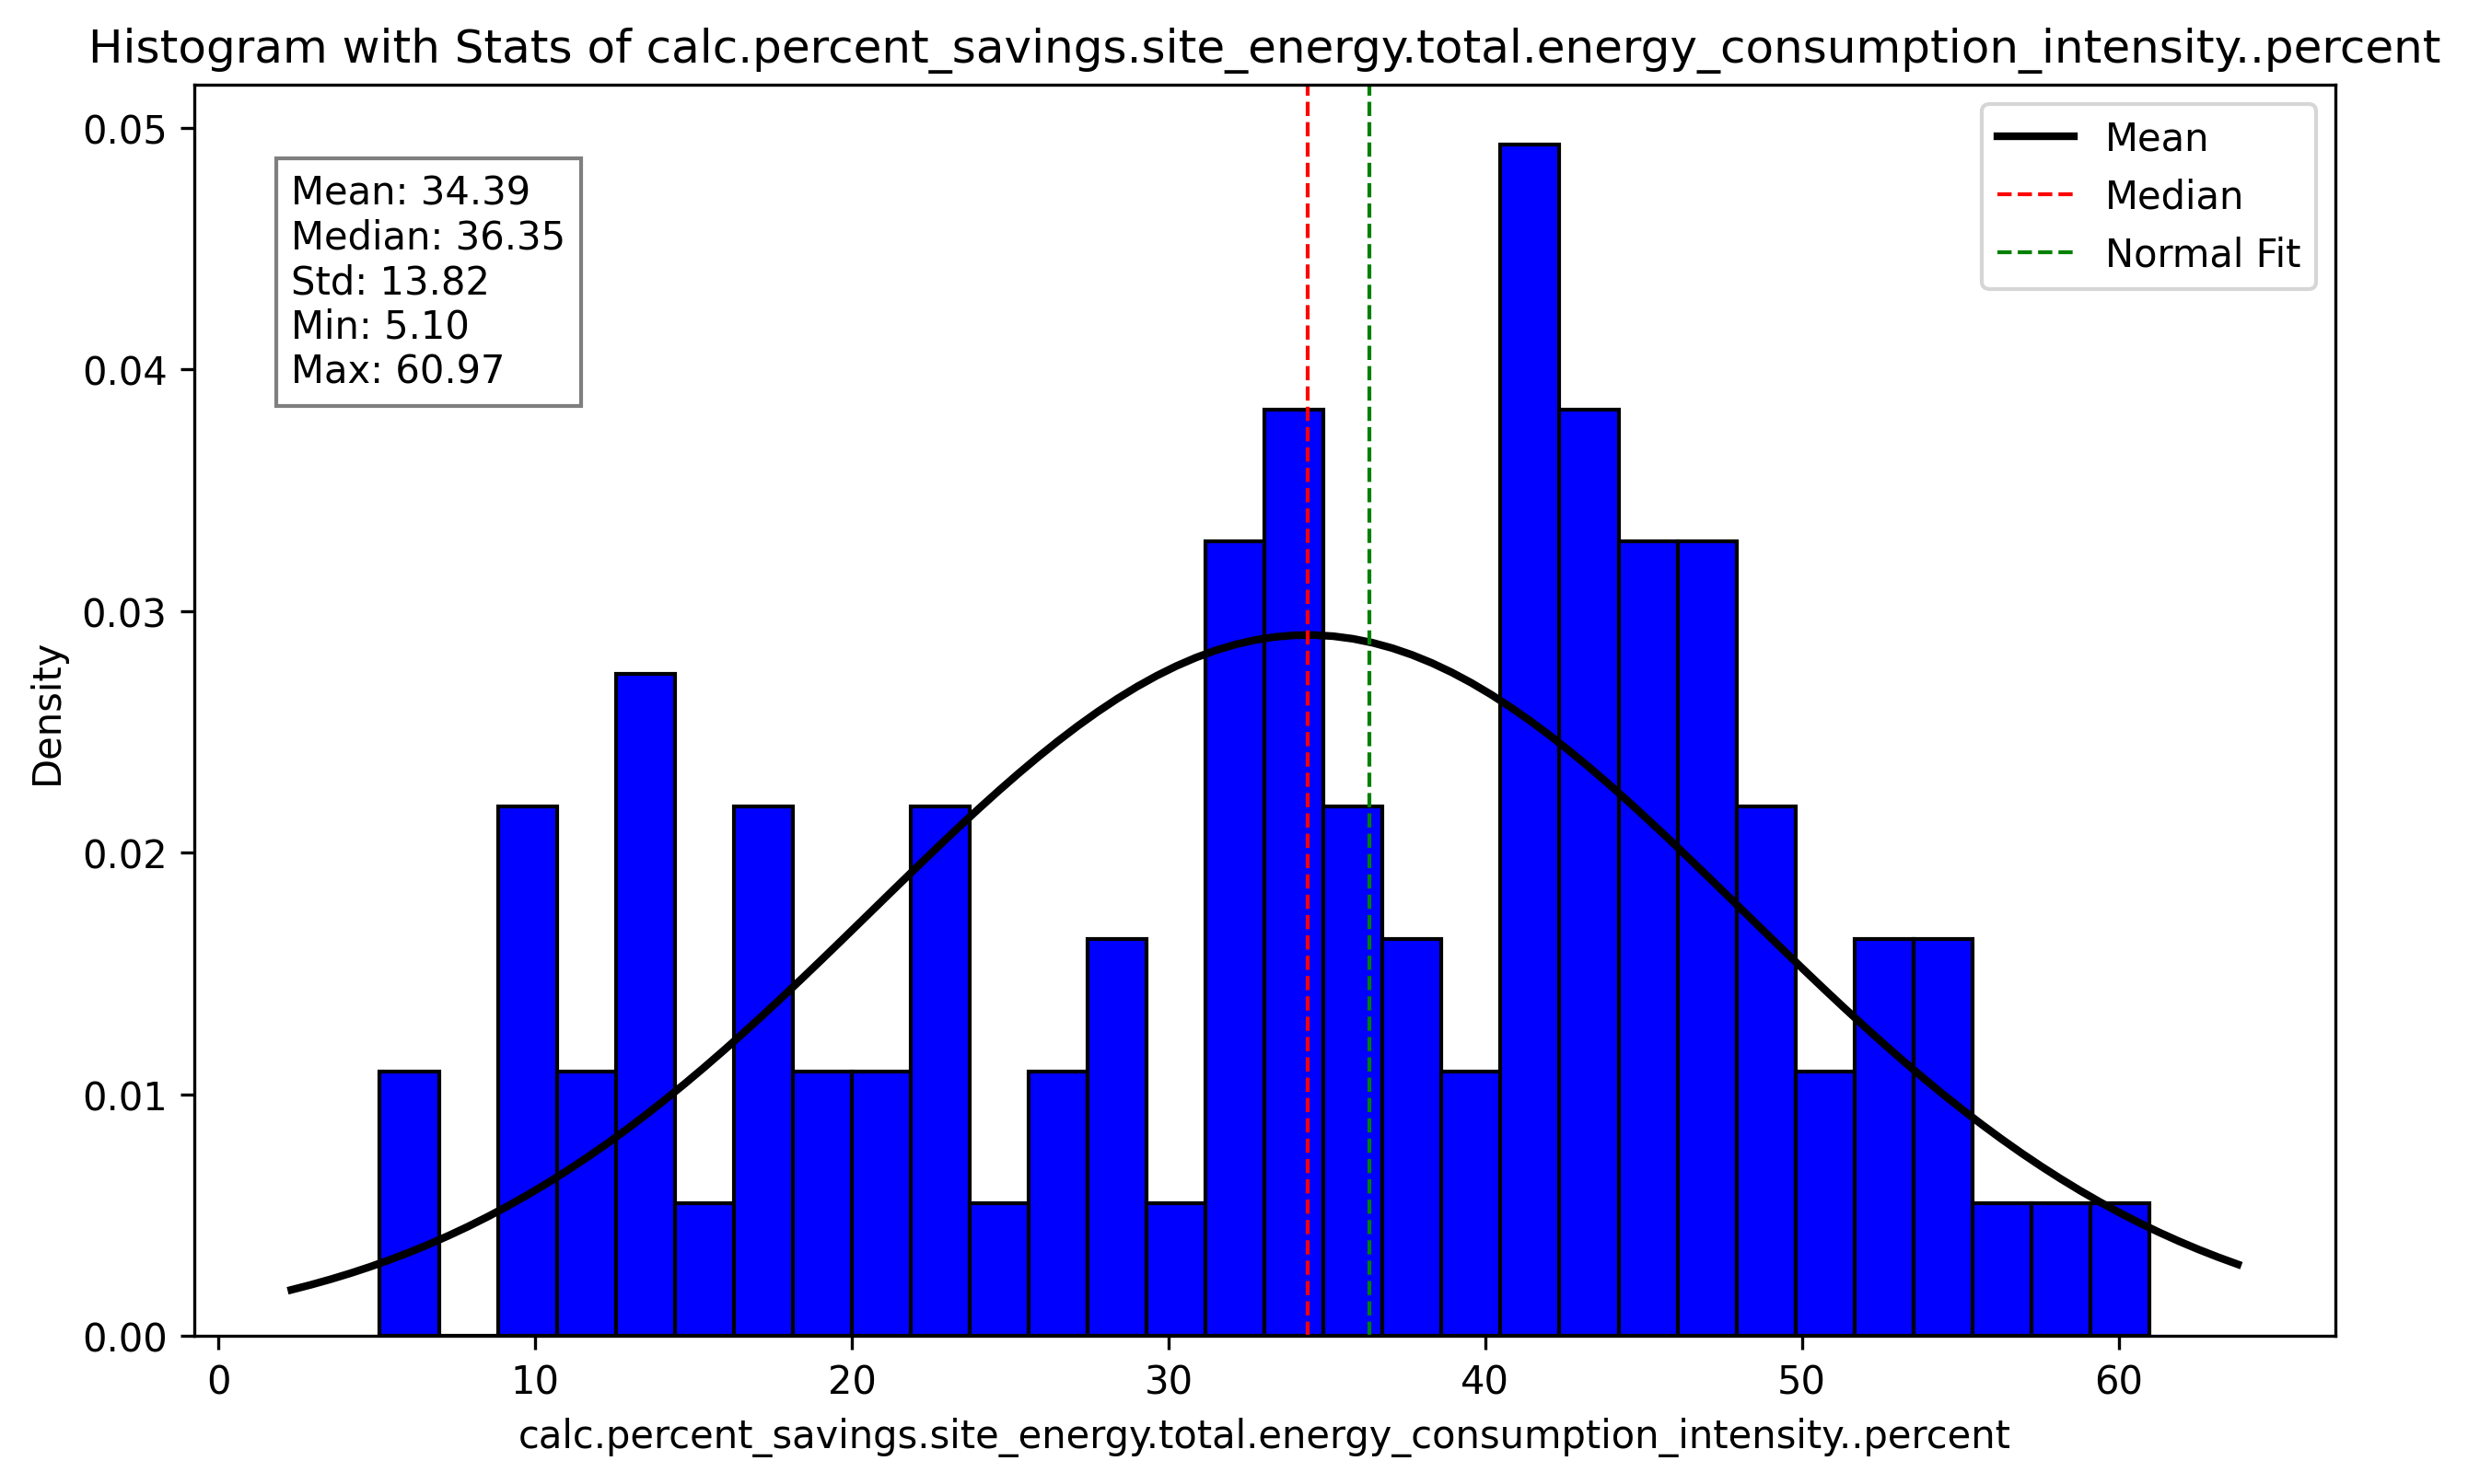 Histogram with Stats of calc.percent_savings.site_energy.total.energy_consumption_intensity..percent
Mean: 34.39
Median: 36.35
Std: 13.82
Min: 5.10
Max: 60.97
Mean
Median
Normal Fit
Density
0.05
0.04
0.03
0.02
0.01
0.00
0 10 20 30 40 50 60
calc.percent_savings.site_energy.total.energy_consumption_intensity..percent